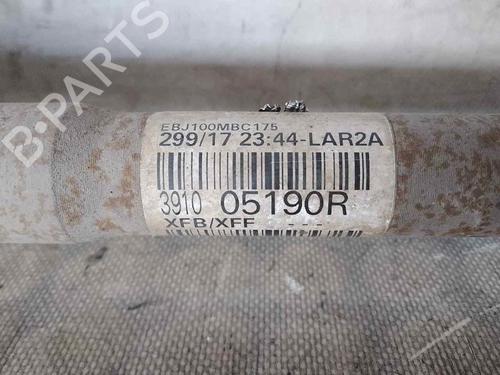 B-PARTS
EBJ100MBC175
299/17 23:44-LAR2A
3910 05190R
XFB/XFF ---